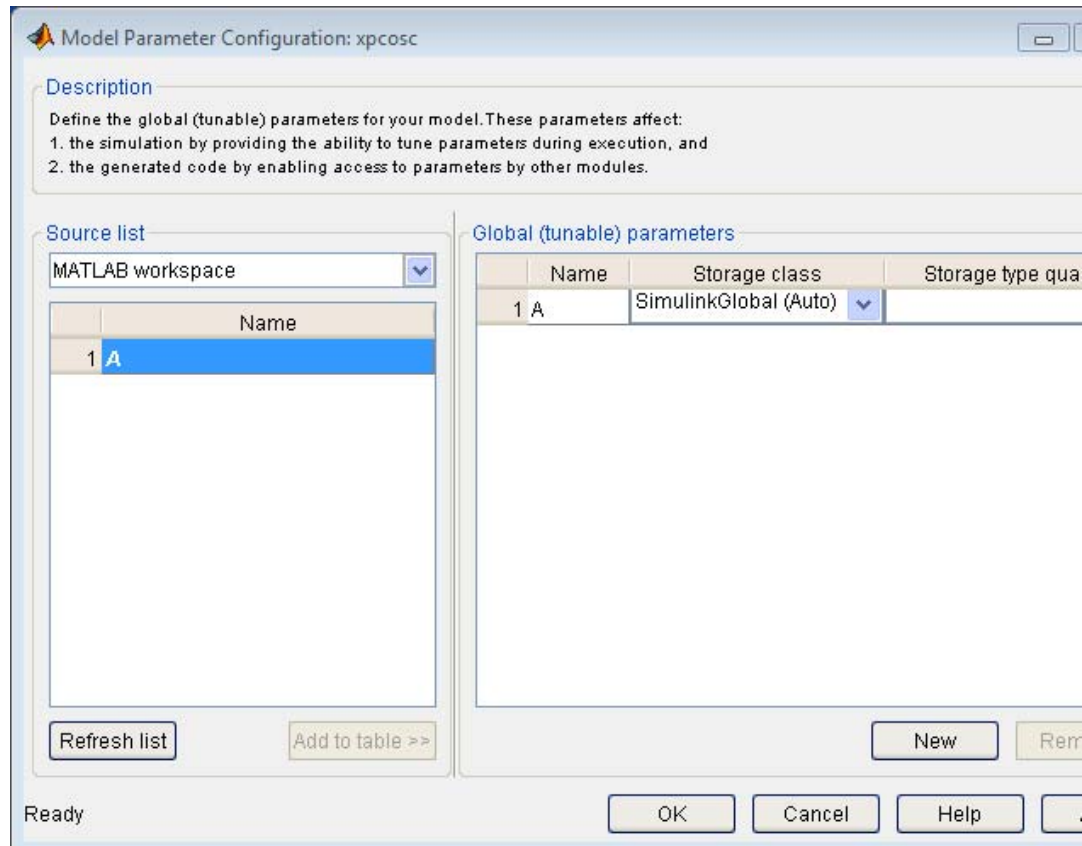 Model Parameter Configuration: xpcosc
Description
Define the global (tunable) parameters for your model.These parameters affect:
1. the simulation by providing the ability to tune parameters during execution, and
2. the generated code by enabling access to parameters by other modules.
Source list
MATLAB workspace
Name
1 A
Refresh list
Add to table >>
Global (tunable) parameters
Name Storage class Storage type qua
1 A SimulinkGlobal (Auto)
New
Rem
Ready
OK
Cancel
Help